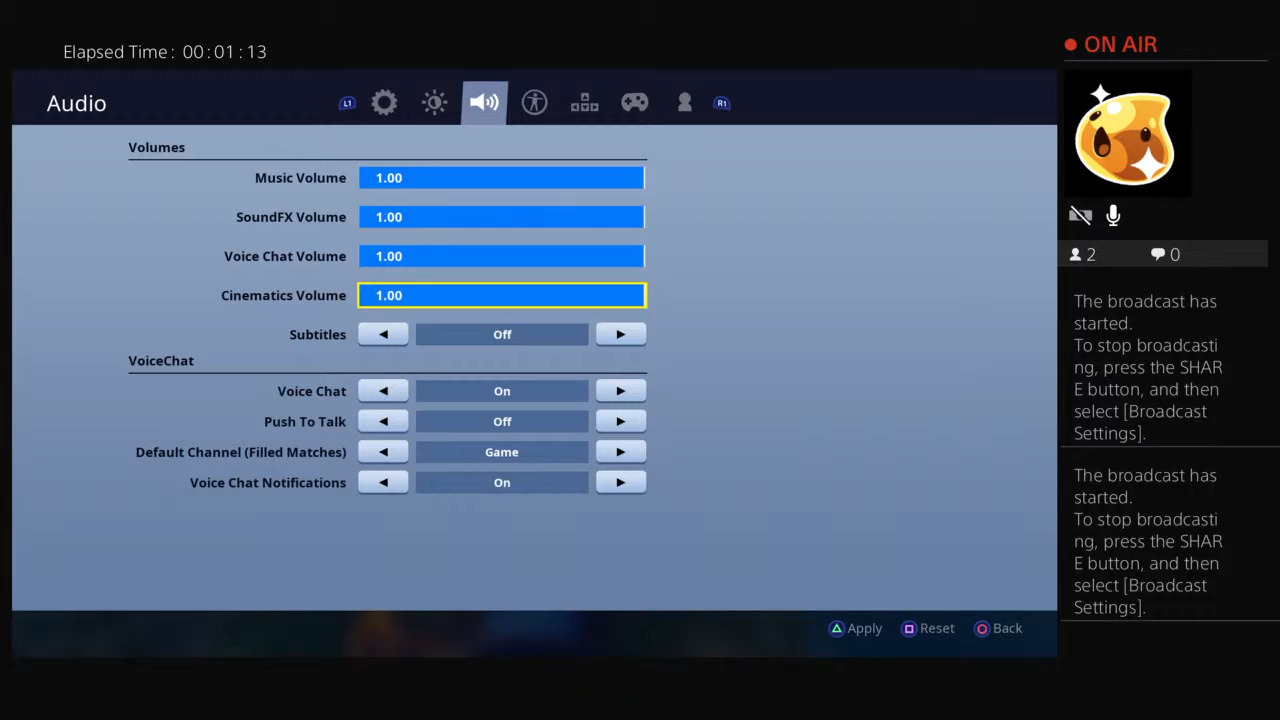 Elapsed Time: 00:01:13
ON AIR
Audio
L1
R1
Volumes
Music Volume 1.00
SoundFX Volume 1.00
Voice Chat Volume 1.00
Cinematics Volume 1.00
Subtitles Off
VoiceChat
Voice Chat On
Push To Talk Off
Default Channel (Filled Matches) Game
Voice Chat Notifications On
Apply Reset Back
2 0
The broadcast has
started.
To stop broadcasti
ng, press the SHAR
E button, and then
select [Broadcast
Settings].
The broadcast has
started.
To stop broadcasti
ng, press the SHAR
E button, and then
select [Broadcast
Settings].